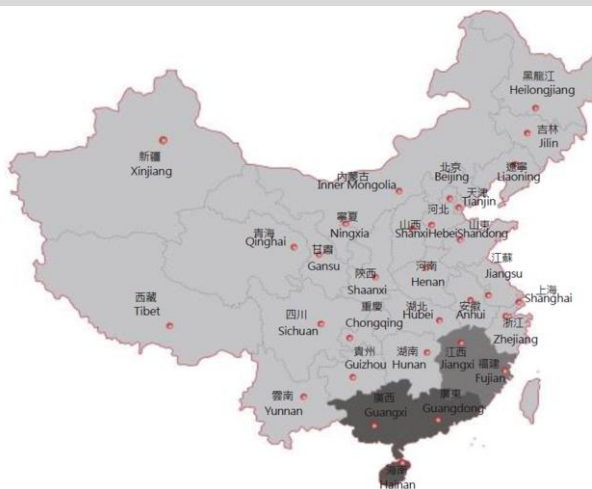 黑龍江
Heilongjiang
吉林
Jilin
遼寧
Liaoning
新疆
Xinjiang
內蒙古
Inner Mongolia
北京
Beijing
天津
Tianjin
河北
Hebei
山西
Shanxi
山東
Shandong
寧夏
Ningxia
青海
Qinghai
甘肅
Gansu
陝西
Shaanxi
河南
Henan
江蘇
Jiangsu
上海
Shanghai
安徽
Anhui
浙江
Zhejiang
西藏
Tibet
四川
Sichuan
重慶
Chongqing
湖北
Hubei
貴州
Guizhou
湖南
Hunan
江西
Jiangxi
福建
Fujian
雲南
Yunnan
廣西
Guangxi
廣東
Guangdong
海南
Hainan